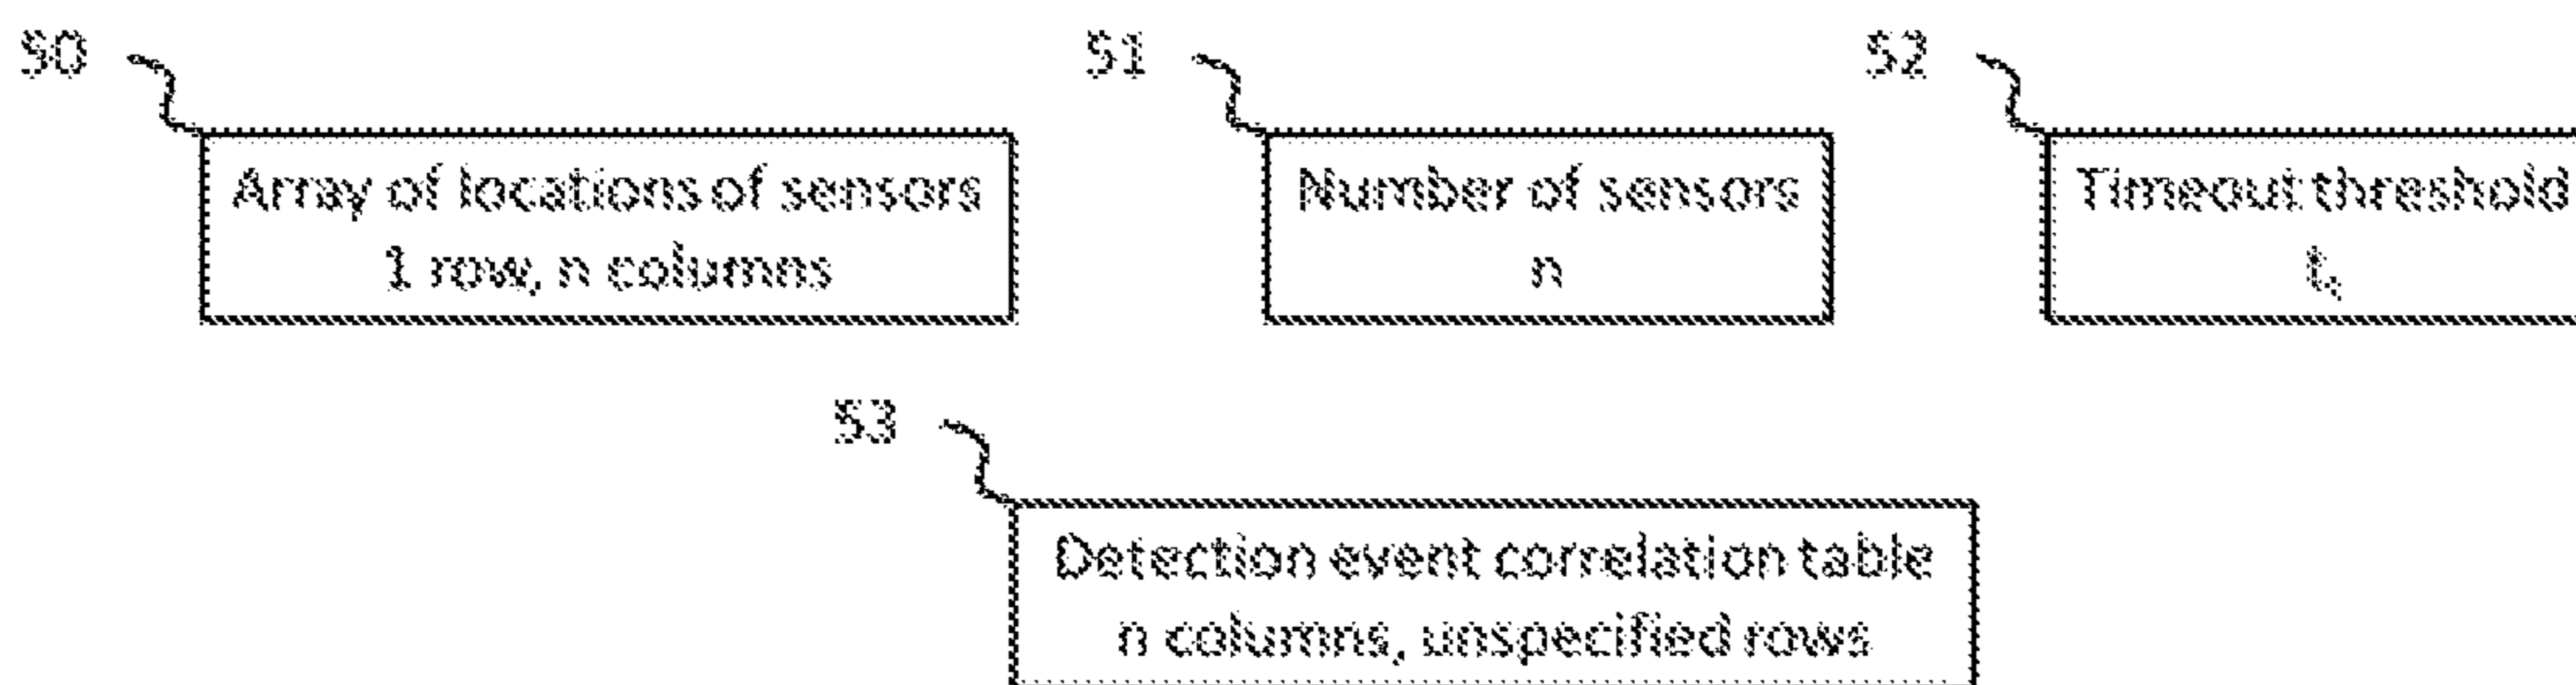 50
51
52
Array of locations of sensors
1 row, n columns
Number of sensors
n
Timeout threshold
53
Detection event correlation table
n columns, unspecified rows